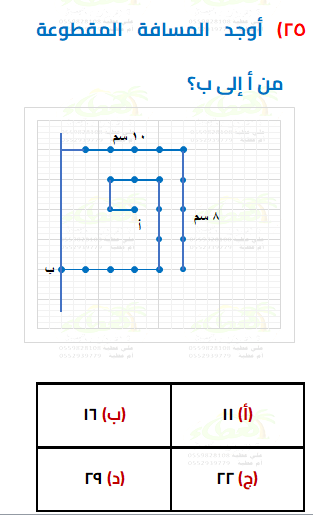 ٢٥) أوجد المسافة المقطوعة
من أ إلى ب؟
١٠ سم
٨ سم
أ
ب
(أ) ١١
(ب) ١٦
(ج) ٢٢
(د) ٢٩